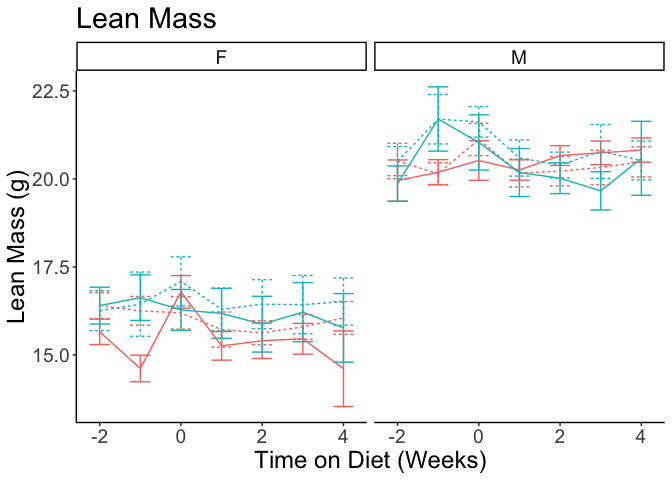 Lean Mass
F M
Lean Mass (g)
22.5
20.0
17.5
15.0
-2 0 2 4 -2 0 2 4
Time on Diet (Weeks)